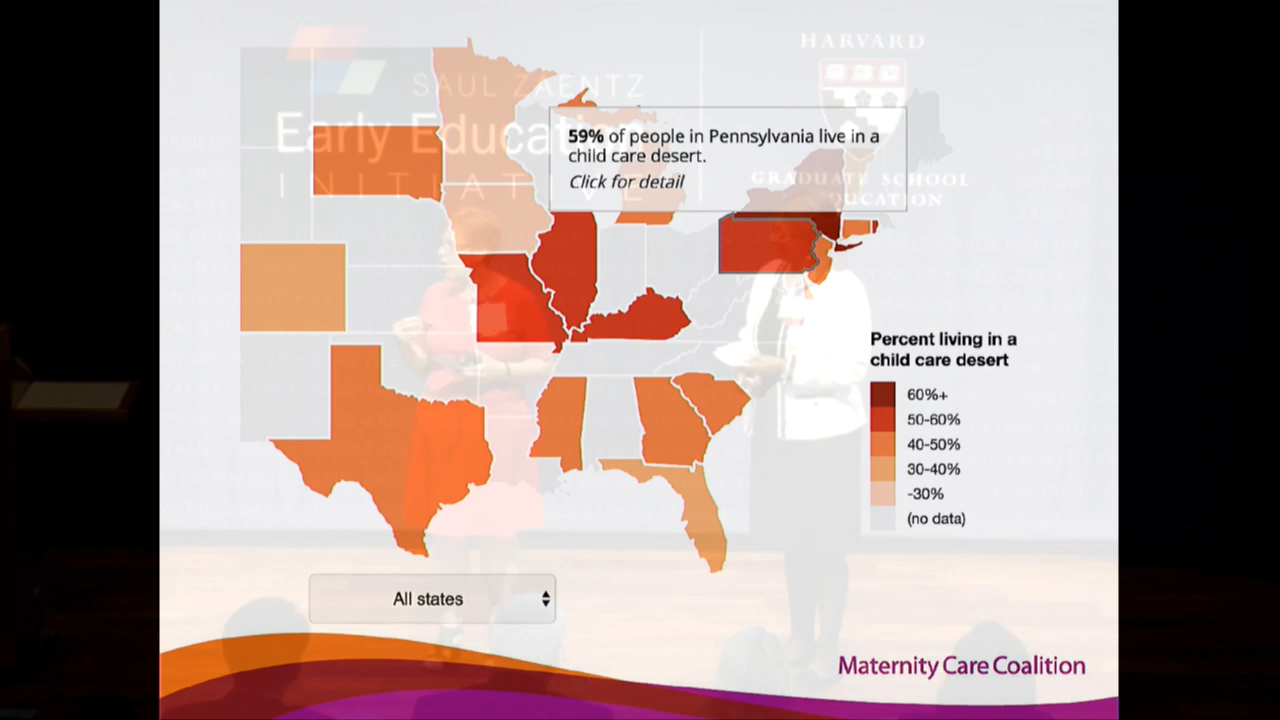 HARVARD
SAUL ZAENTZ
Early Education
INITIATIVE
GRADUATE SCHOOL
EDUCATION
59% of people in Pennsylvania live in a
child care desert.
Click for detail
Percent living in a
child care desert
60%+
50-60%
40-50%
30-40%
-30%
(no data)
All states
Maternity Care Coalition